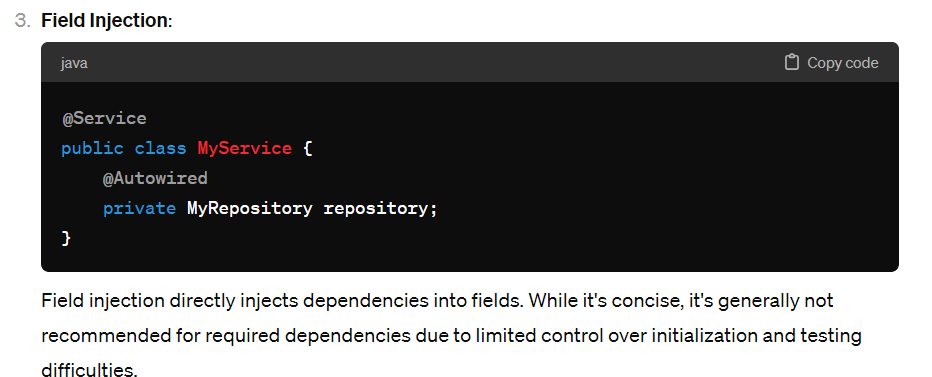 3. Field Injection:
java
Copy code
@Service
public class MyService {
    @Autowired
    private MyRepository repository;
}
Field injection directly injects dependencies into fields. While it's concise, it's generally not
recommended for required dependencies due to limited control over initialization and testing
difficulties.